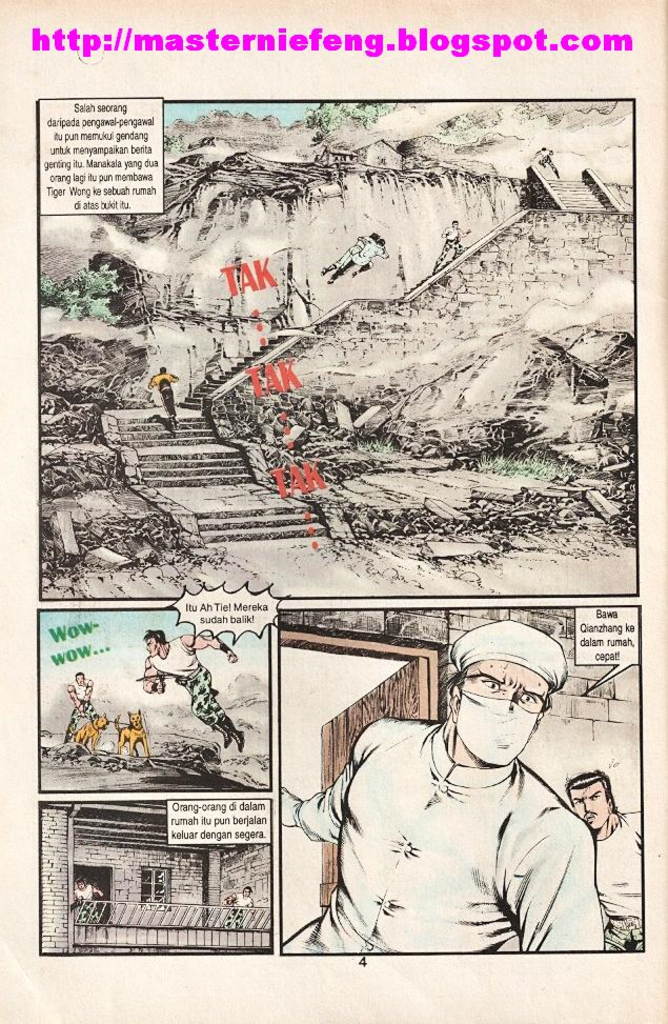 http://masterniefeng.blogspot.com
Salah seorang
daripada pengawal-pengawal
itu pun memukul gendang
untuk menyampaikan berita
genting itu. Manakala yang dua
orang lagi itu pun membawa
Tiger Wong ke sebuah rumah
di atas bukit itu.
TAK
TAK
TAK
Itu Ah Tie! Mereka
sudah balik!
Wow-
wow...
Bawa
Qianzhang ke
dalam rumah,
cepat!
Orang-orang di dalam
rumah itu pun berjalan
keluar dengan segera.
4